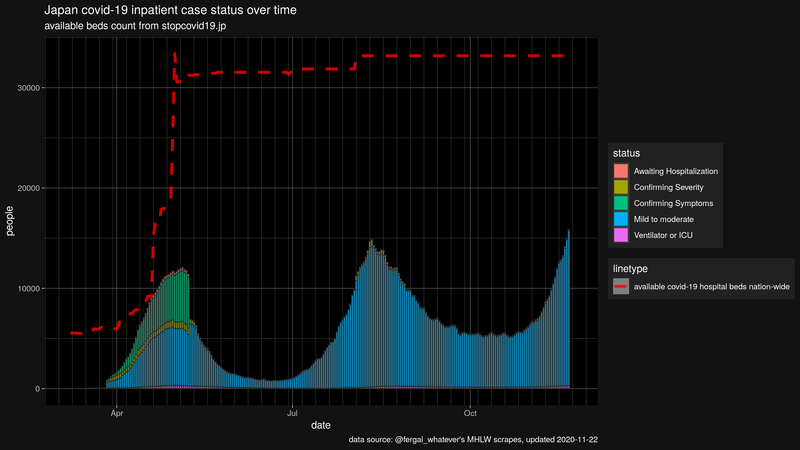 Japan covid-19 inpatient case status over time
available beds count from stopcovid19.jp
30000
20000
10000
0
people
Apr
Jul
Oct
date
status
Awaiting Hospitalization
Confirming Severity
Confirming Symptoms
Mild to moderate
Ventilator or ICU
linetype
available covid-19 hospital beds nation-wide
data source: @fergal_whatever's MHLW scrapes, updated 2020-11-22